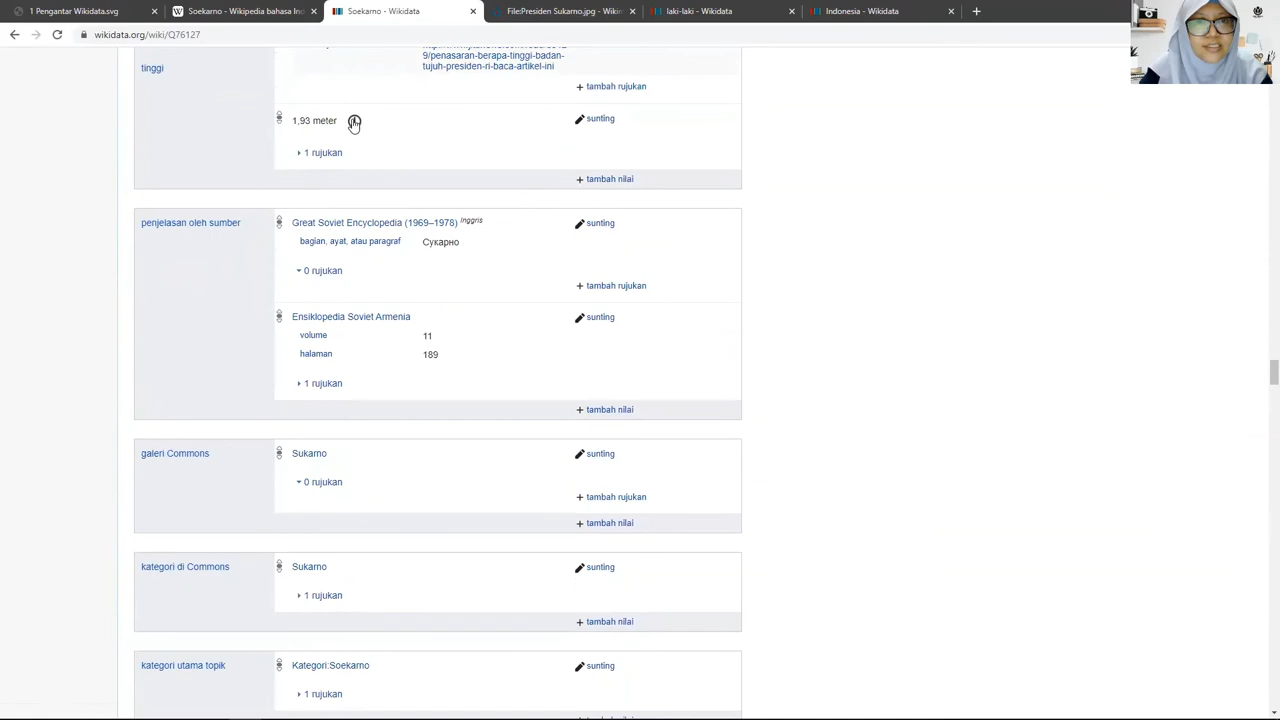 1 Pengantar Wikidata.svg
Soekarno - Wikipedia bahasa Ind
Soekarno - Wikidata
File:Presiden Sukarno.jpg - Wikim
laki-laki - Wikidata
Indonesia - Wikidata
wikidata.org/wiki/Q76127
9/penasaran-berapa-tinggi-badan-
tujuh-presiden-ri-baca-artikel-ini
tinggi
+ tambah rujukan
1,93 meter
sunting
1 rujukan
+ tambah nilai
penjelasan oleh sumber
Great Soviet Encyclopedia (1969–1978) Inggris
sunting
bagian, ayat, atau paragraf
Сукарно
0 rujukan
+ tambah rujukan
Ensiklopedia Soviet Armenia
sunting
volume
11
halaman
189
1 rujukan
+ tambah nilai
galeri Commons
Sukarno
sunting
0 rujukan
+ tambah rujukan
+ tambah nilai
kategori di Commons
Sukarno
sunting
1 rujukan
+ tambah nilai
kategori utama topik
Kategori:Soekarno
sunting
1 rujukan